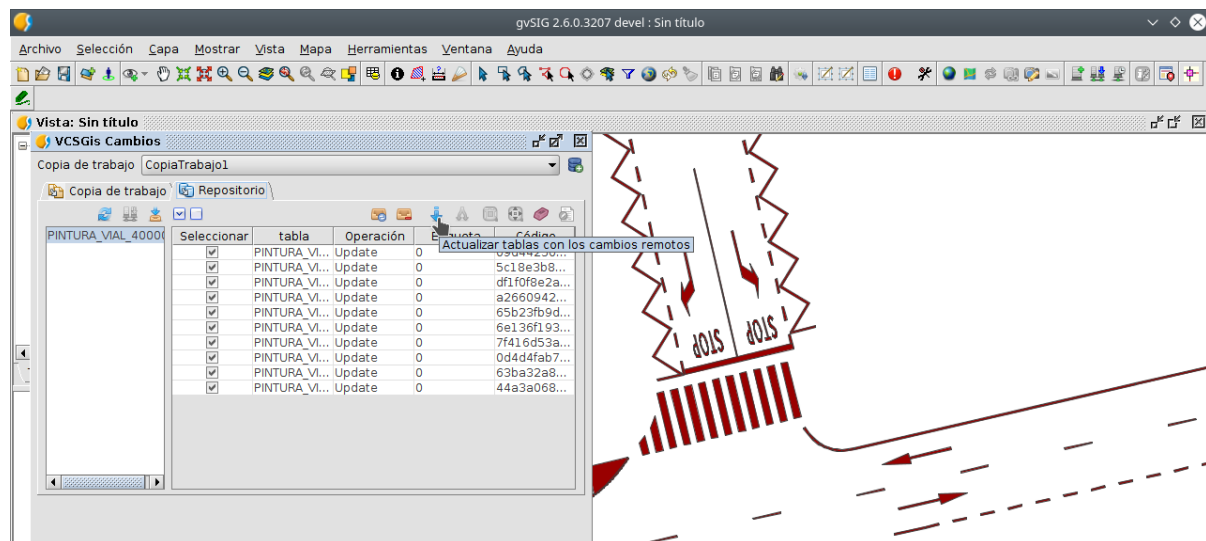 gvSIG 2.6.0.3207 devel : Sin título
Archivo Selección Capa Mostrar Vista Mapa Herramientas Ventana Ayuda
Vista: Sin título
VCSGis Cambios
Copia de trabajo CopiaTrabajo1
Copia de trabajo Repositorio
PINTURA_VIAL_4000
Seleccionar tabla Operación Código
Actualizar tablas con los cambios remotos
PINTURA_VI... Update 0
PINTURA_VI... Update 0 5c18e3b8...
PINTURA_VI... Update 0 df1f0f8e2a...
PINTURA_VI... Update 0 a2660942...
PINTURA_VI... Update 0 65b23fb9d...
PINTURA_VI... Update 0 6e136f193...
PINTURA_VI... Update 0 7f416d53a...
PINTURA_VI... Update 0 0d4d4fab7...
PINTURA_VI... Update 0 63ba32a8...
PINTURA_VI... Update 0 44a3a068...
STOP STOP